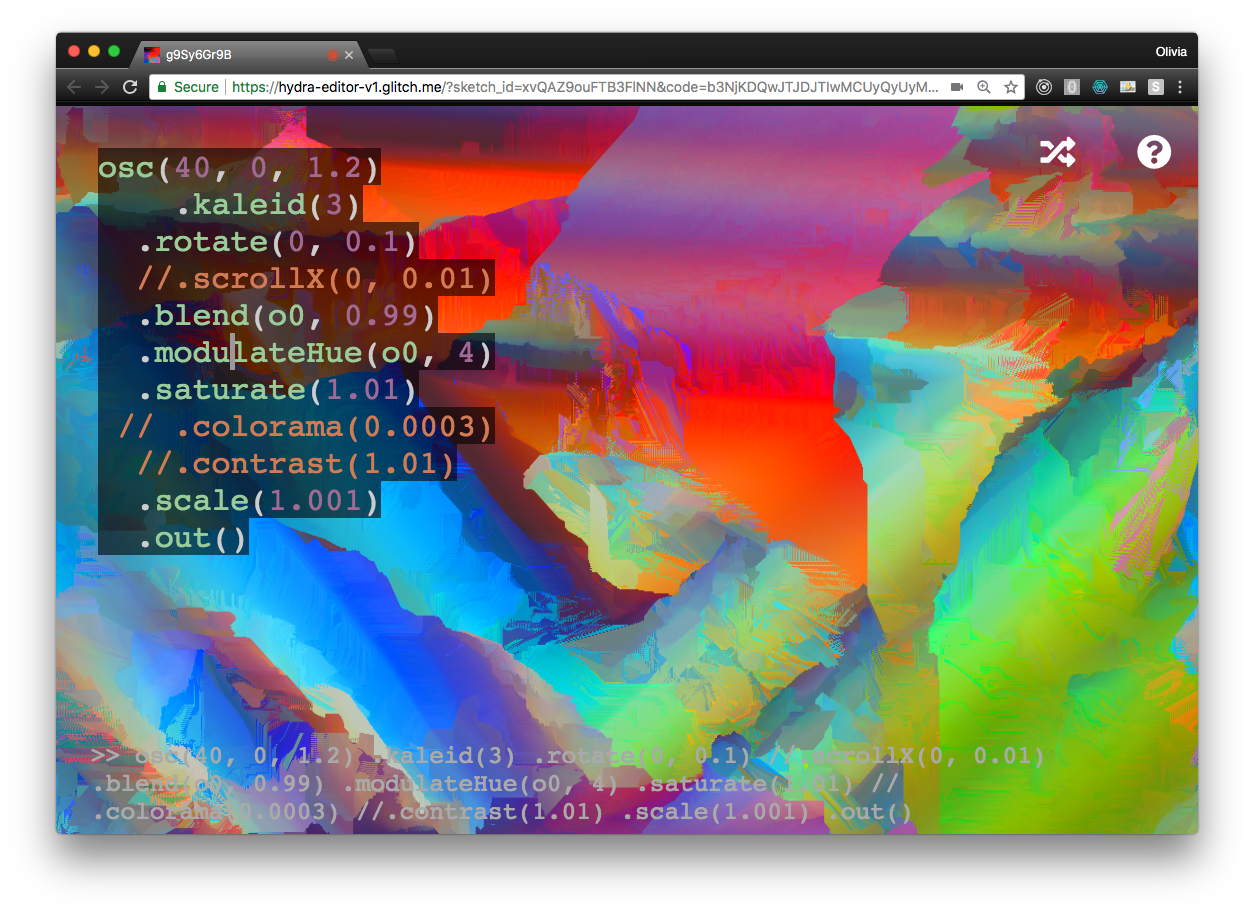 g9Sy6Gr9B
Olivia
Secure https://hydra-editor-v1.glitch.me/?sketch_id=xvQAZ9ouFTB3FlNN&code=b3NjKDQwJTJDJTIwMCUyQyUyM...
S
?
osc(40, 0, 1.2)
.kaleid(3)
.rotate(0, 0.1)
//.scrollX(0, 0.01)
.blend(o0, 0.99)
.modulateHue(o0, 4)
.saturate(1.01)
// .colorama(0.0003)
//.contrast(1.01)
.scale(1.001)
.out()
>> osc(40, 0, 1.2) .kaleid(3) .rotate(0, 0.1) //.scrollX(0, 0.01)
.blend(o0, 0.99) .modulateHue(o0, 4) .saturate(1.01) //
.colorama(0.0003) //.contrast(1.01) .scale(1.001) .out()